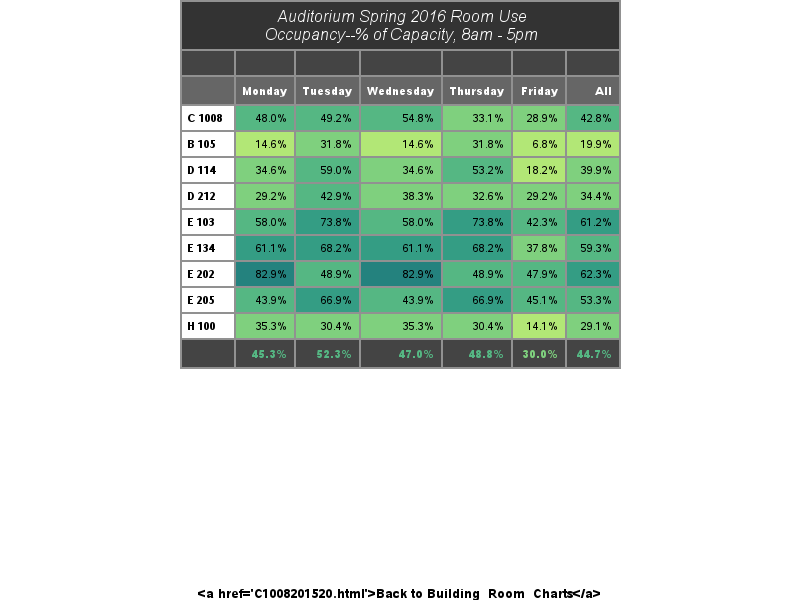 Auditorium Spring 2016 Room Use
Occupancy--% of Capacity, 8am - 5pm
Monday Tuesday Wednesday Thursday Friday All
C 1008 48.0% 49.2% 54.8% 33.1% 28.9% 42.8%
B 105 14.6% 31.8% 14.6% 31.8% 6.8% 19.9%
D 114 34.6% 59.0% 34.6% 53.2% 18.2% 39.9%
D 212 29.2% 42.9% 38.3% 32.6% 29.2% 34.4%
E 103 58.0% 73.8% 58.0% 73.8% 42.3% 61.2%
E 134 61.1% 68.2% 61.1% 68.2% 37.8% 59.3%
E 202 82.9% 48.9% 82.9% 48.9% 47.9% 62.3%
E 205 43.9% 66.9% 43.9% 66.9% 45.1% 53.3%
H 100 35.3% 30.4% 35.3% 30.4% 14.1% 29.1%
45.3% 52.3% 47.0% 48.8% 30.0% 44.7%
<a href='C1008201520.html'>Back to Building_Room_Charts</a>